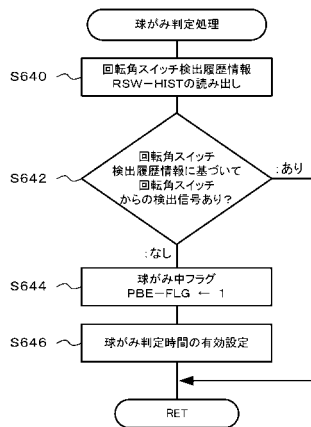 球がみ判定処理
S640
回転角スイッチ検出履歴情報
RSW−HISTの読み出し
S642
回転角スイッチ
検出履歴情報に基づいて
回転角スイッチ
からの検出信号あり?
:あり
:なし
S644
球がみ中フラグ
PBE−FLG ← 1
S646
球がみ判定時間の有効設定
RET